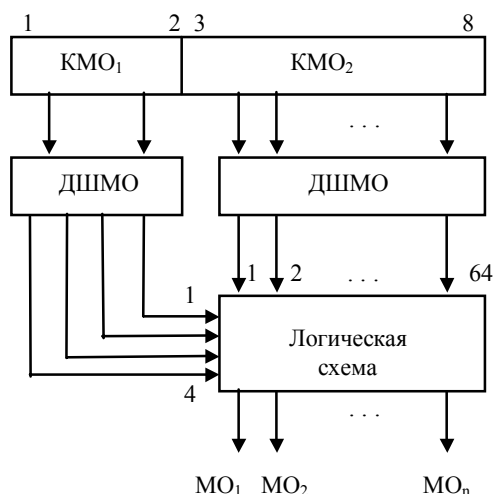 1 2 3 8
КМО₁ КМО₂
. . .
ДШМО ДШМО
1 2 . . . 64
1
Логическая
схема
4
. . .
МО₁ МО₂ МОₙ